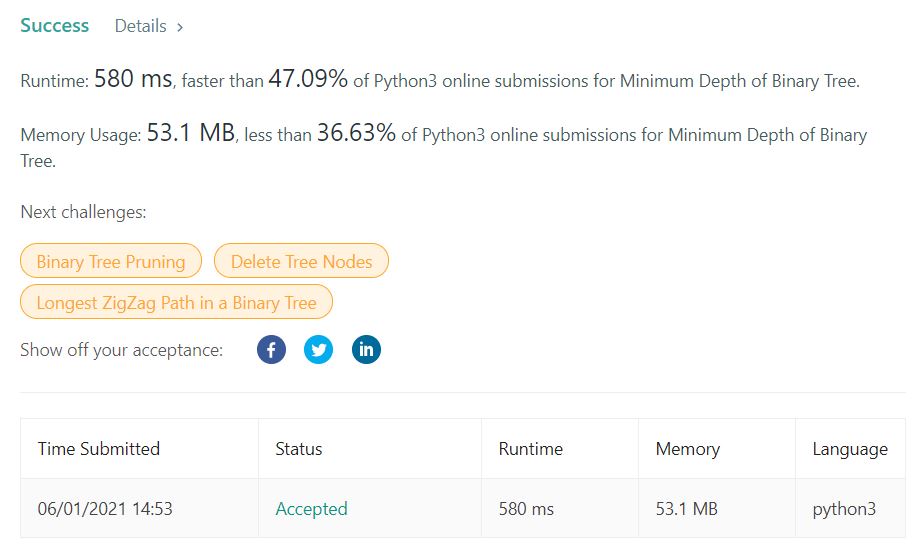 Success Details >
Runtime: 580 ms, faster than 47.09% of Python3 online submissions for Minimum Depth of Binary Tree.
Memory Usage: 53.1 MB, less than 36.63% of Python3 online submissions for Minimum Depth of Binary
Tree.
Next challenges:
Binary Tree Pruning Delete Tree Nodes
Longest ZigZag Path in a Binary Tree
Show off your acceptance: f in
Time Submitted Status Runtime Memory Language
06/01/2021 14:53 Accepted 580 ms 53.1 MB python3